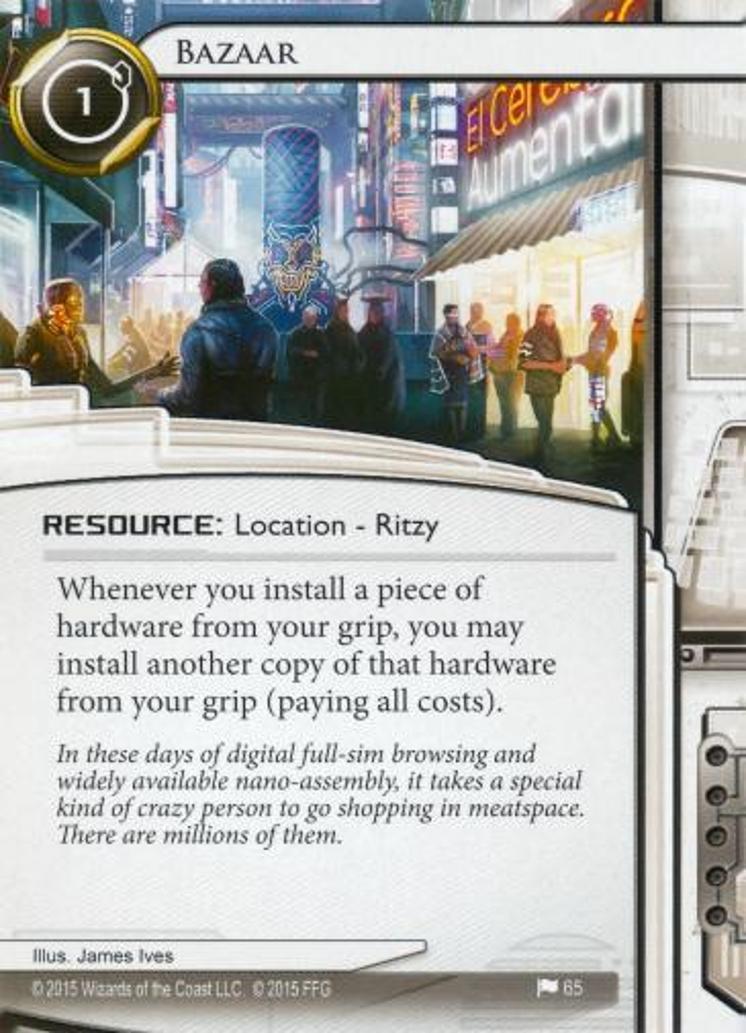 BAZAAR
1
El Cereb
Aumental
RESOURCE: Location - Ritzy
Whenever you install a piece of
hardware from your grip, you may
install another copy of that hardware
from your grip (paying all costs).
In these days of digital full-sim browsing and
widely available nano-assembly, it takes a special
kind of crazy person to go shopping in meatspace.
There are millions of them.
Illus. James Ives
© 2015 Wizards of the Coast LLC. © 2015 FFG
65